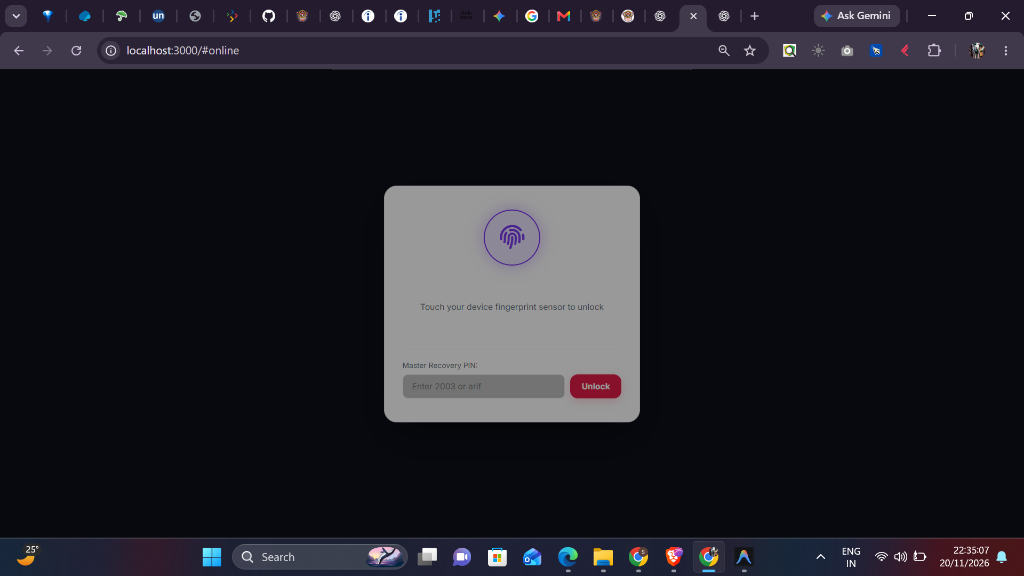 un
Ask Gemini
localhost:3000/#online
Touch your device fingerprint sensor to unlock
Master Recovery PIN:
Enter 2003 or arif
Unlock
25°
Search
ENG
IN
22:35:07
20/11/2026